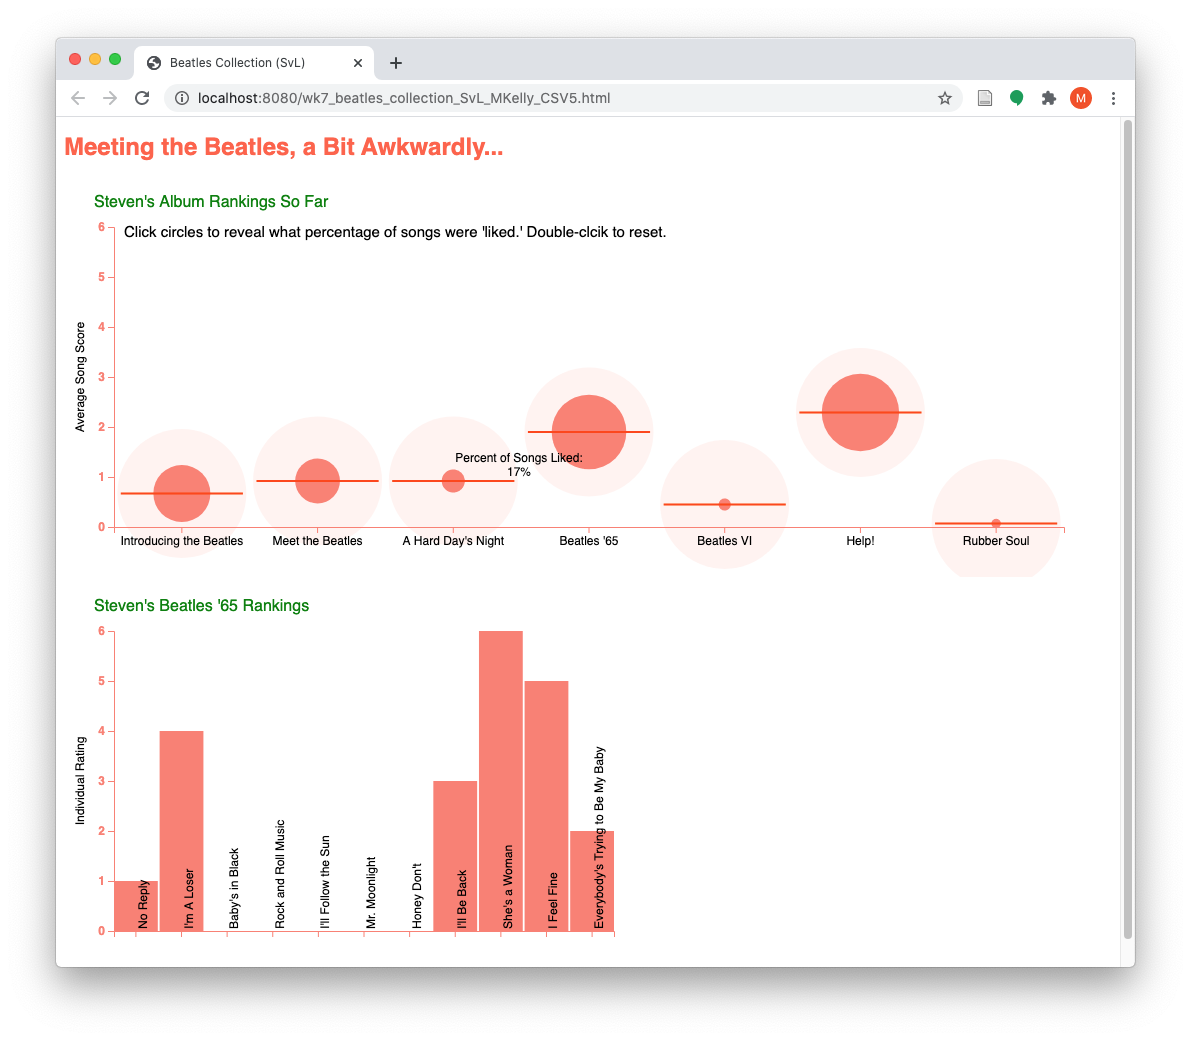 Beatles Collection (SvL)
localhost:8080/wk7_beatles_collection_SvL_MKelly_CSV5.html
M
Meeting the Beatles, a Bit Awkwardly...
Steven's Album Rankings So Far
Click circles to reveal what percentage of songs were 'liked.' Double-clcik to reset.
6
5
4
3
2
1
0
Average Song Score
Percent of Songs Liked:
17%
Introducing the Beatles
Meet the Beatles
A Hard Day's Night
Beatles '65
Beatles VI
Help!
Rubber Soul
Steven's Beatles '65 Rankings
6
5
4
3
2
1
0
Individual Rating
No Reply
I'm A Loser
Baby's in Black
Rock and Roll Music
I'll Follow the Sun
Mr. Moonlight
Honey Don't
I'll Be Back
She's a Woman
I Feel Fine
Everybody's Trying to Be My Baby